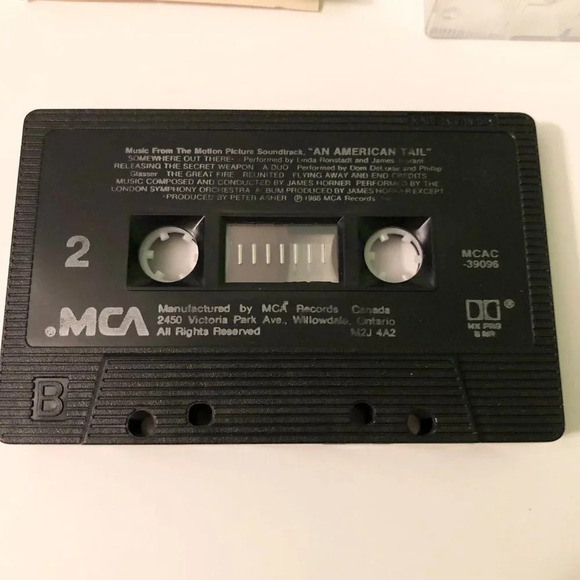 Music From The Motion Picture Soundtrack, "AN AMERICAN TAIL"
SOMEWHERE OUT THERE - Performed by Linda Ronstadt and James Ingram
RELEASING THE SECRET WEAPON A DUO - Performed by Dom DeLuise and Phillip
Glasser THE GREAT FIRE REUNITED FLYING AWAY AND END CREDITS
MUSIC COMPOSED AND CONDUCTED BY JAMES HORNER PERFORMED BY THE
LONDON SYMPHONY ORCHESTRA ALBUM PRODUCED BY JAMES HORNER EXCEPT
PRODUCED BY PETER ASHER ℗ 1986 MCA Records
2
MCAC
-39096
MCA®
Manufactured by MCA Records Canada
2450 Victoria Park Ave., Willowdale, Ontario
All Rights Reserved M2J 4A2
®
HX PRO
B NR
B